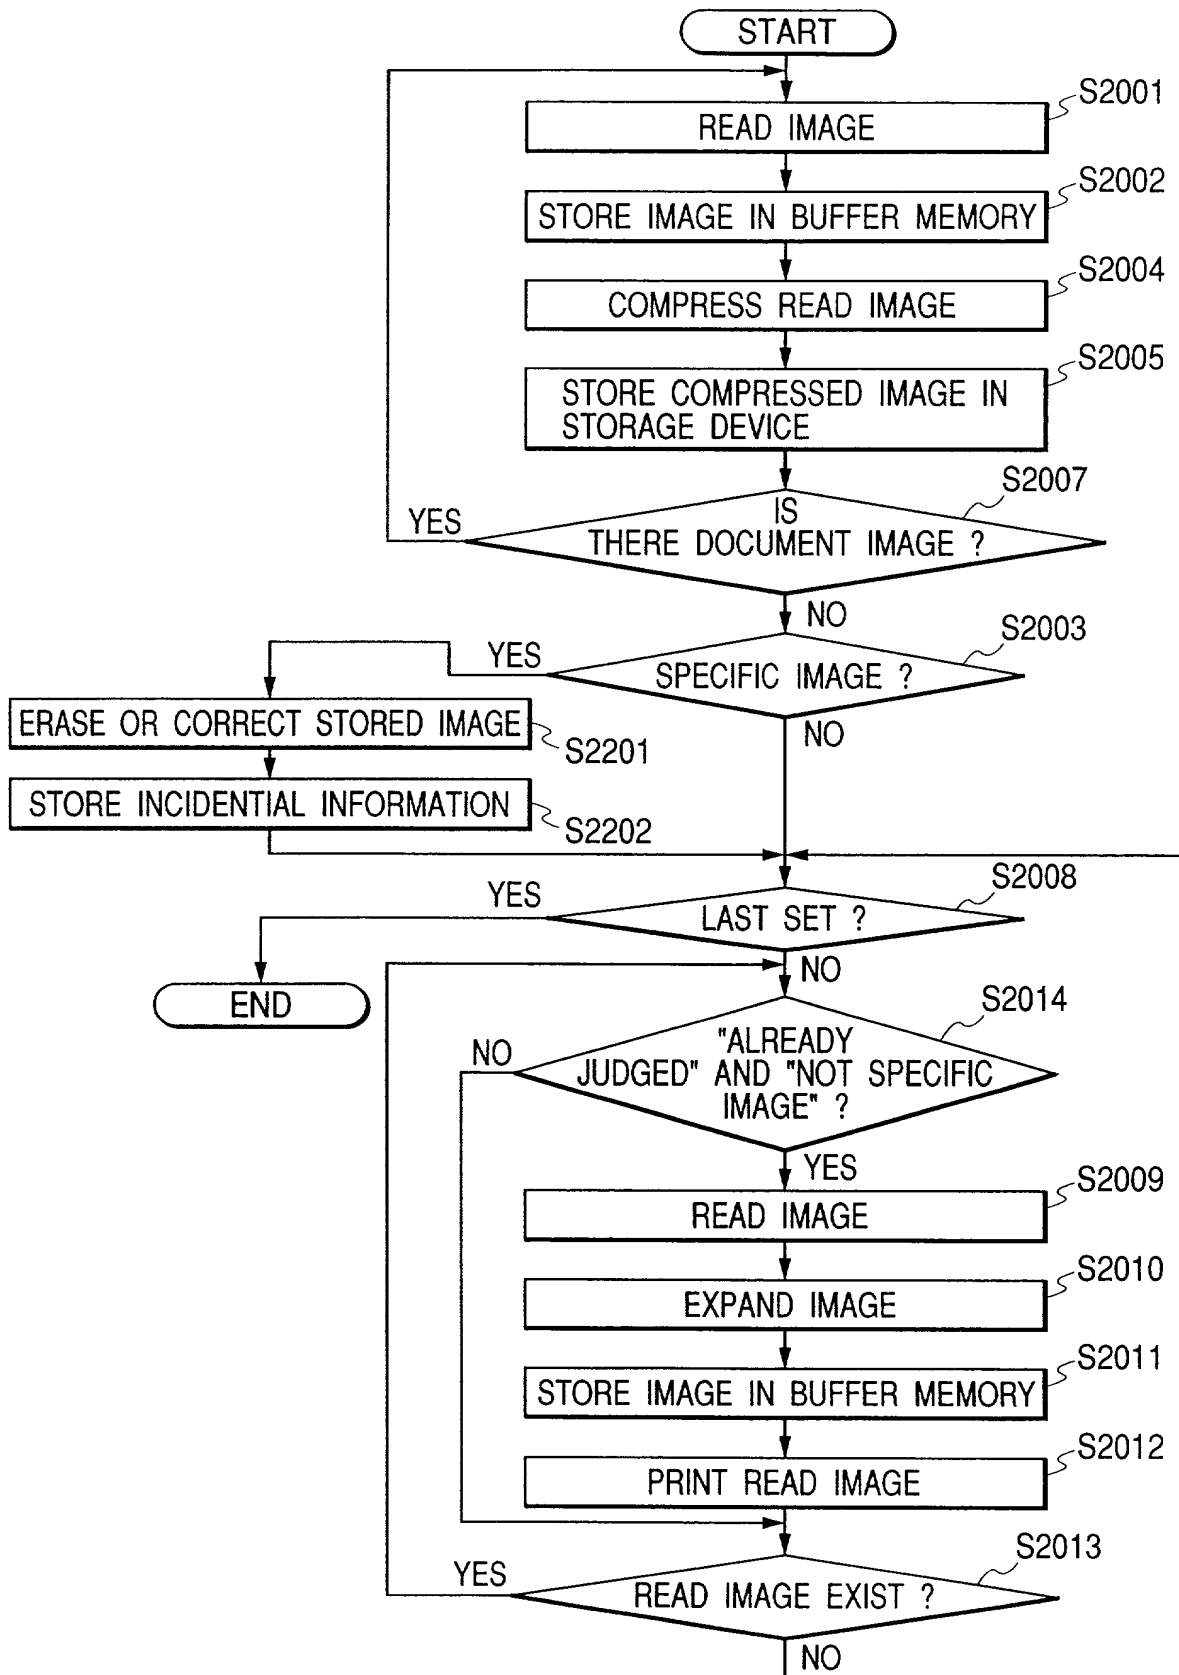 START
S2001
READ IMAGE
S2002
STORE IMAGE IN BUFFER MEMORY
S2004
COMPRESS READ IMAGE
S2005
STORE COMPRESSED IMAGE IN
STORAGE DEVICE
S2007
IS
THERE DOCUMENT IMAGE ?
YES
NO
S2003
SPECIFIC IMAGE ?
YES
NO
ERASE OR CORRECT STORED IMAGE
S2201
STORE INCIDENTIAL INFORMATION
S2202
S2008
LAST SET ?
YES
NO
END
S2014
"ALREADY
JUDGED" AND "NOT SPECIFIC
IMAGE" ?
NO
YES
S2009
READ IMAGE
S2010
EXPAND IMAGE
S2011
STORE IMAGE IN BUFFER MEMORY
S2012
PRINT READ IMAGE
S2013
READ IMAGE EXIST ?
YES
NO